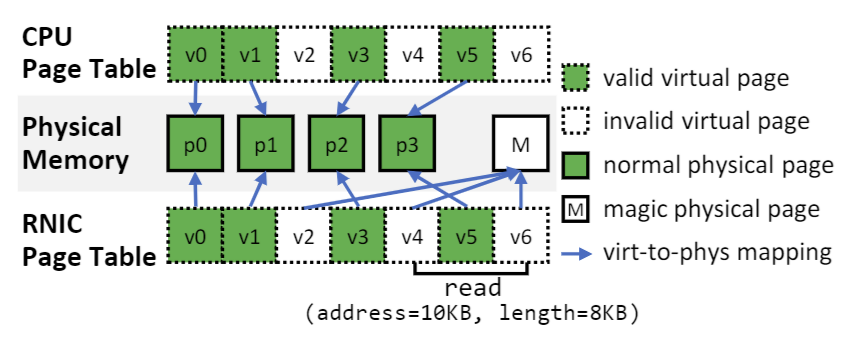 CPU
Page Table
v0 v1 v2 v3 v4 v5 v6
Physical
Memory
p0 p1 p2 p3 M
RNIC
Page Table
v0 v1 v2 v3 v4 v5 v6
read
(address=10KB, length=8KB)
valid virtual page
invalid virtual page
normal physical page
M magic physical page
virt-to-phys mapping